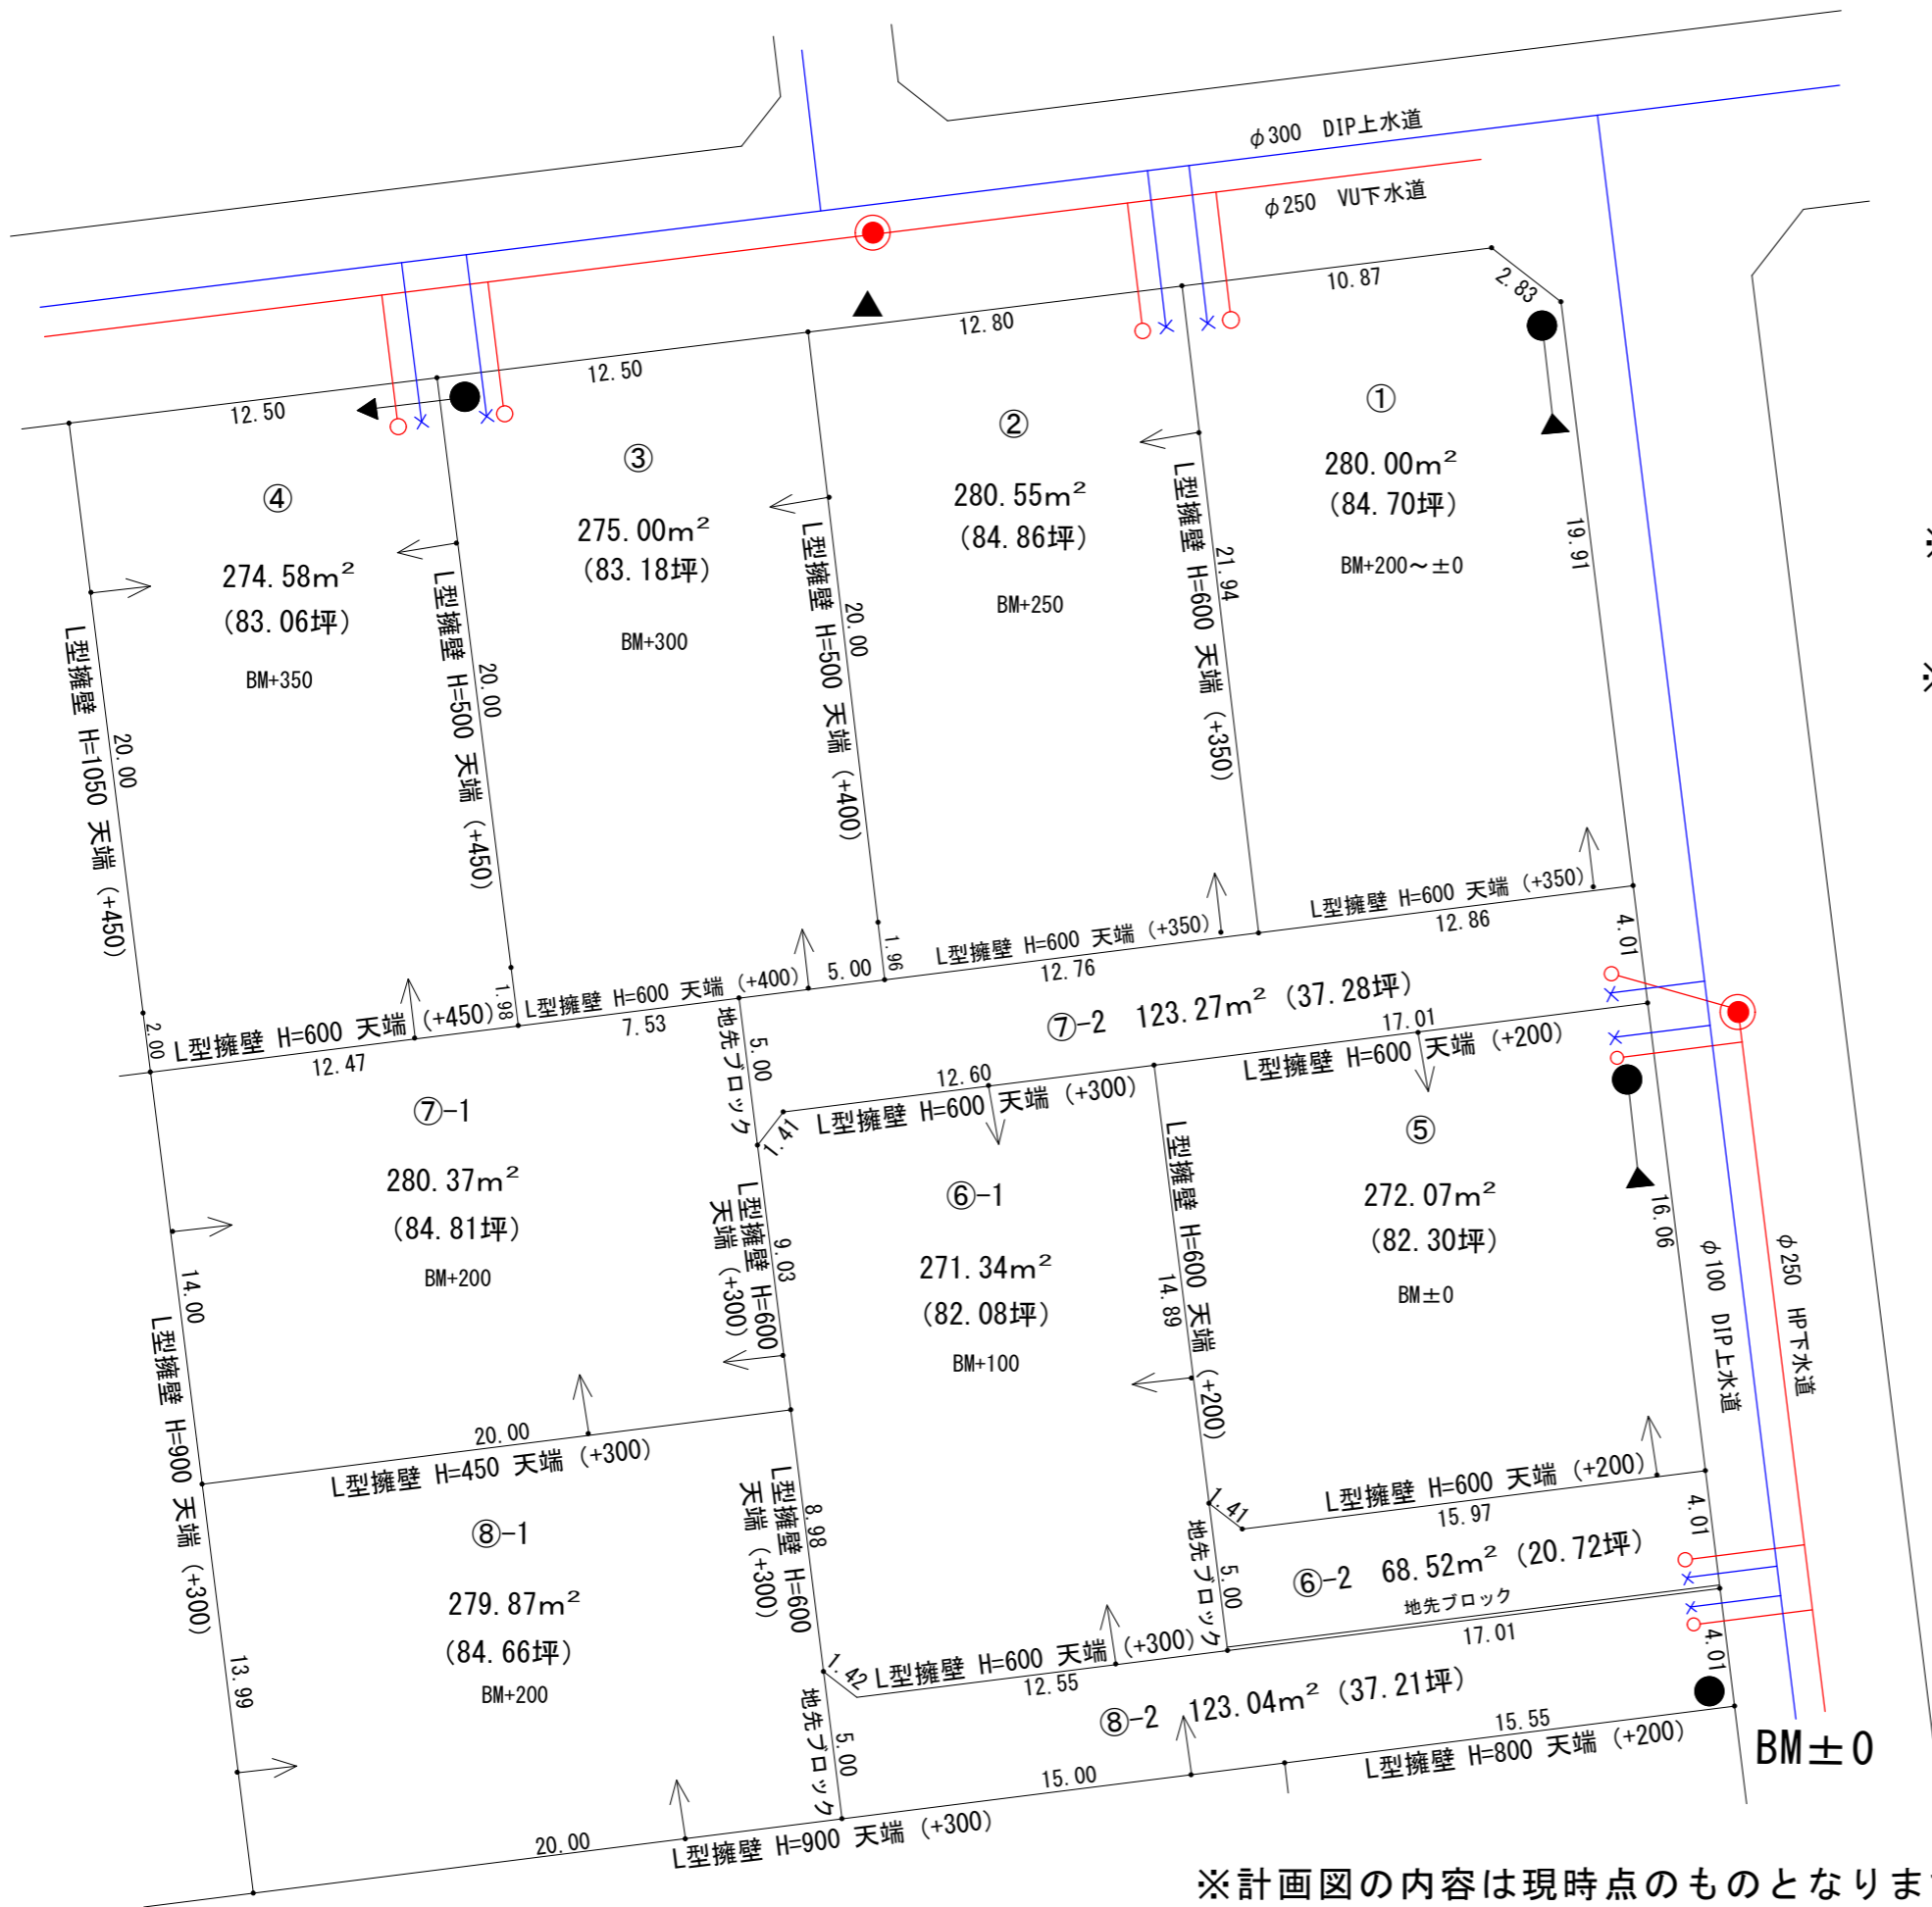 φ300 DIP上水道
φ250 VU下水道
10.87
2.83
12.80
12.50
12.50
①
280.00m²
(84.70坪)
BM+200～±0
19.91
②
280.55m²
(84.86坪)
BM+250
L型擁壁 H=600 天端 (+350)
21.94
③
275.00m²
(83.18坪)
BM+300
L型擁壁 H=500 天端 (+400)
20.00
1.96
④
274.58m²
(83.06坪)
BM+350
L型擁壁 H=500 天端 (+450)
20.00
1.98
L型擁壁 H=1050 天端 (+450)
20.00
2.00
※
※
L型擁壁 H=600 天端 (+350)
12.86
4.01
L型擁壁 H=600 天端 (+350)
12.76
5.00
L型擁壁 H=600 天端 (+400)
7.53
L型擁壁 H=600 天端 (+450)
12.47
⑦-2 123.27m² (37.28坪)
17.01
L型擁壁 H=600 天端 (+200)
12.60
L型擁壁 H=600 天端 (+300)
1.41
地先ブロック
5.00
⑦-1
280.37m²
(84.81坪)
BM+200
14.00
L型擁壁 H=900 天端 (+300)
L型擁壁 H=600
天端 (+300)
9.03
⑥-1
271.34m²
(82.08坪)
BM+100
L型擁壁 H=600 天端 (+200)
14.89
⑤
272.07m²
(82.30坪)
BM±0
16.06
φ100 DIP上水道
φ250 HP下水道
20.00
L型擁壁 H=450 天端 (+300)
L型擁壁 H=600 天端 (+200)
15.97
1.41
4.01
⑧-1
279.87m²
(84.66坪)
BM+200
13.99
L型擁壁 H=600
天端 (+300)
8.98
地先ブロック
5.00
⑥-2 68.52m² (20.72坪)
地先ブロック
17.01
4.01
L型擁壁 H=600 天端 (+300)
12.55
1.42
地先ブロック
5.00
⑧-2 123.04m² (37.21坪)
15.55
L型擁壁 H=800 天端 (+200)
BM±0
15.00
20.00
L型擁壁 H=900 天端 (+300)
※計画図の内容は現時点のものとなりま